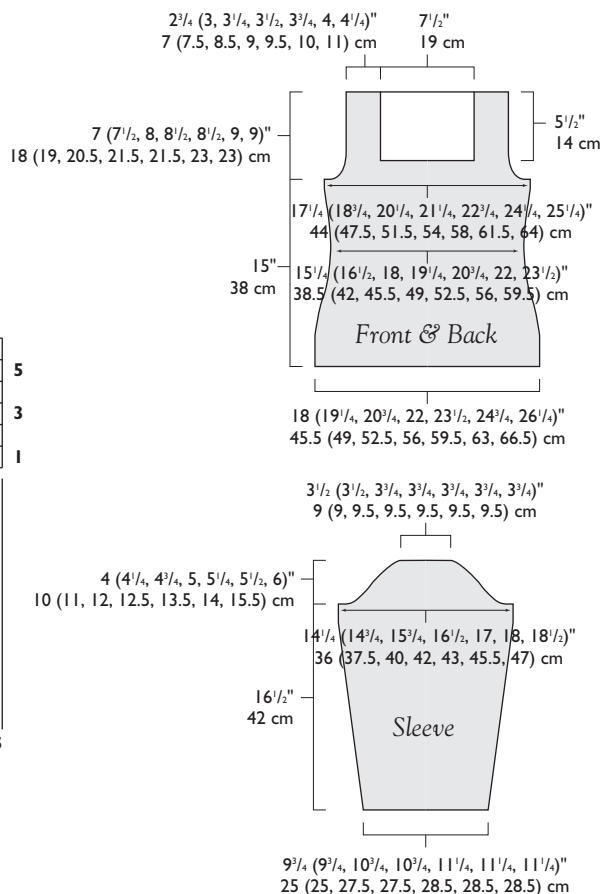 2¾ (3, 3¼, 3½, 3¾, 4, 4¼)"
7 (7.5, 8.5, 9, 9.5, 10, 11) cm
7½"
19 cm
7 (7½, 8, 8½, 8½, 9, 9)"
18 (19, 20.5, 21.5, 21.5, 23, 23) cm
5½"
14 cm
17¼ (18¾, 20¼, 21¼, 22¾, 24¼, 25¼)"
44 (47.5, 51.5, 54, 58, 61.5, 64) cm
15"
38 cm
15¼ (16½, 18, 19¼, 20¾, 22, 23½)"
38.5 (42, 45.5, 49, 52.5, 56, 59.5) cm
Front & Back
5
3
1
18 (19¼, 20¾, 22, 23½, 24¾, 26¼)"
45.5 (49, 52.5, 56, 59.5, 63, 66.5) cm
3½ (3½, 3¾, 3¾, 3¾, 3¾, 3¾)"
9 (9, 9.5, 9.5, 9.5, 9.5, 9.5) cm
4 (4¼, 4¾, 5, 5¼, 5½, 6)"
10 (11, 12, 12.5, 13.5, 14, 15.5) cm
14¼ (14¾, 15¾, 16½, 17, 18, 18½)"
36 (37.5, 40, 42, 43, 45.5, 47) cm
16½"
42 cm
Sleeve
9¾ (9¾, 10¾, 10¾, 11¼, 11¼, 11¼)"
25 (25, 27.5, 27.5, 28.5, 28.5, 28.5) cm